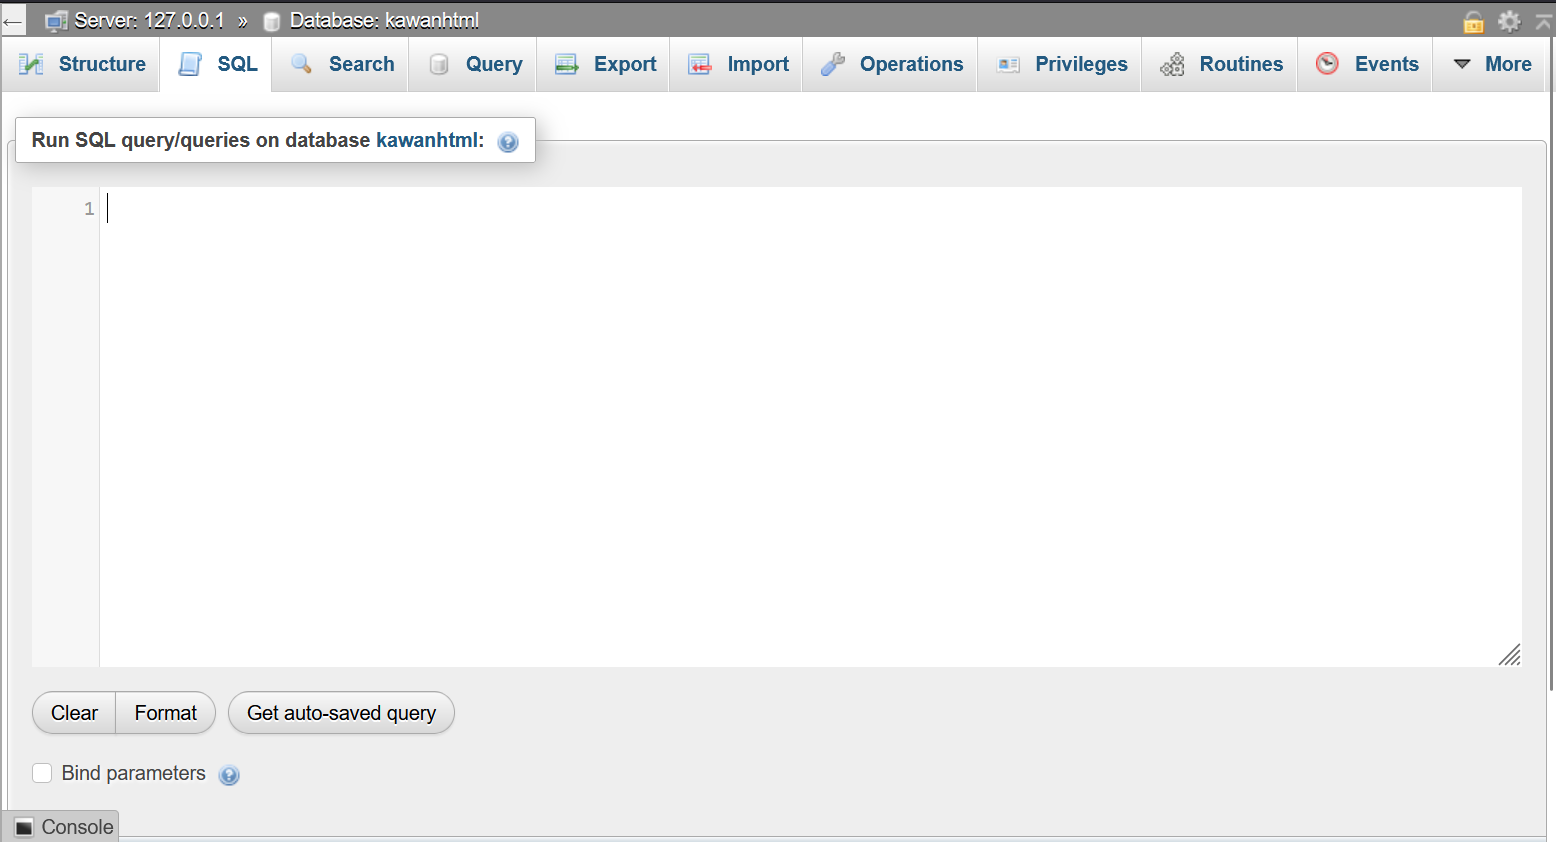 Server: 127.0.0.1 » Database: kawanhtml
Structure SQL Search Query Export Import Operations Privileges Routines Events More
Run SQL query/queries on database kawanhtml:
1
Clear Format Get auto-saved query
Bind parameters
Console